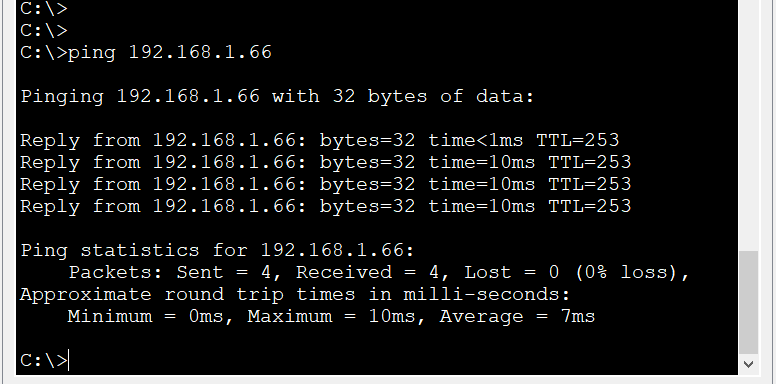 C:\>
C:\>
C:\>ping 192.168.1.66
Pinging 192.168.1.66 with 32 bytes of data:
Reply from 192.168.1.66: bytes=32 time<1ms TTL=253
Reply from 192.168.1.66: bytes=32 time=10ms TTL=253
Reply from 192.168.1.66: bytes=32 time=10ms TTL=253
Reply from 192.168.1.66: bytes=32 time=10ms TTL=253
Ping statistics for 192.168.1.66:
Packets: Sent = 4, Received = 4, Lost = 0 (0% loss),
Approximate round trip times in milli-seconds:
Minimum = 0ms, Maximum = 10ms, Average = 7ms
C:\>